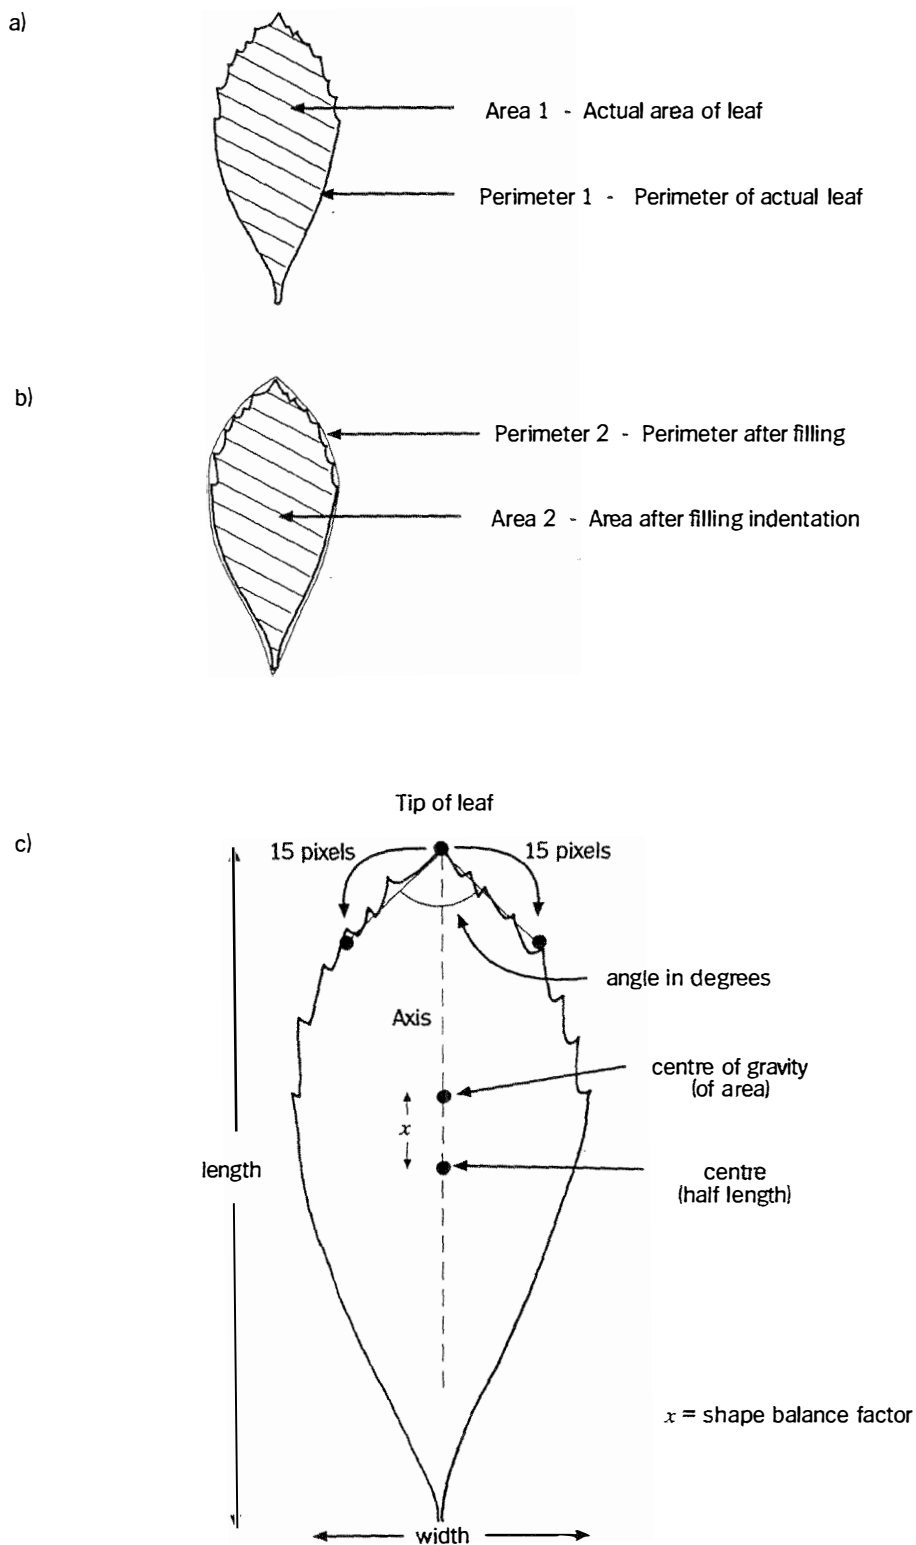 a)
Area 1 - Actual area of leaf
Perimeter 1 - Perimeter of actual leaf
b)
Perimeter 2 - Perimeter after filling
Area 2 - Area after filling indentation
Tip of leaf
c)
15 pixels
15 pixels
angle in degrees
Axis
centre of gravity
(of area)
x
length
centre
(half length)
x = shape balance factor
width